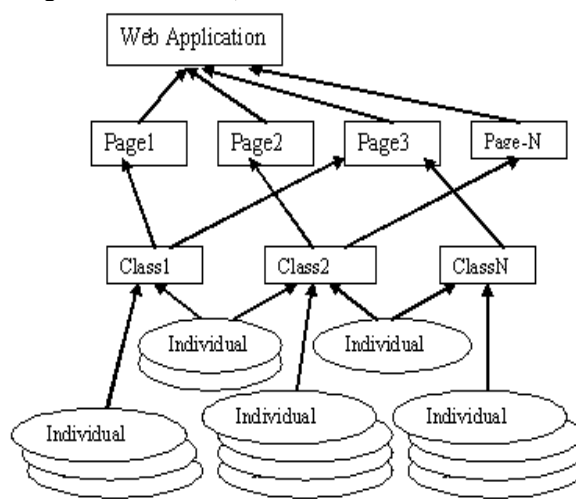 Web Application
Page1 Page2 Page3 Page-N
Class1 Class2 ClassN
Individual Individual
Individual Individual Individual